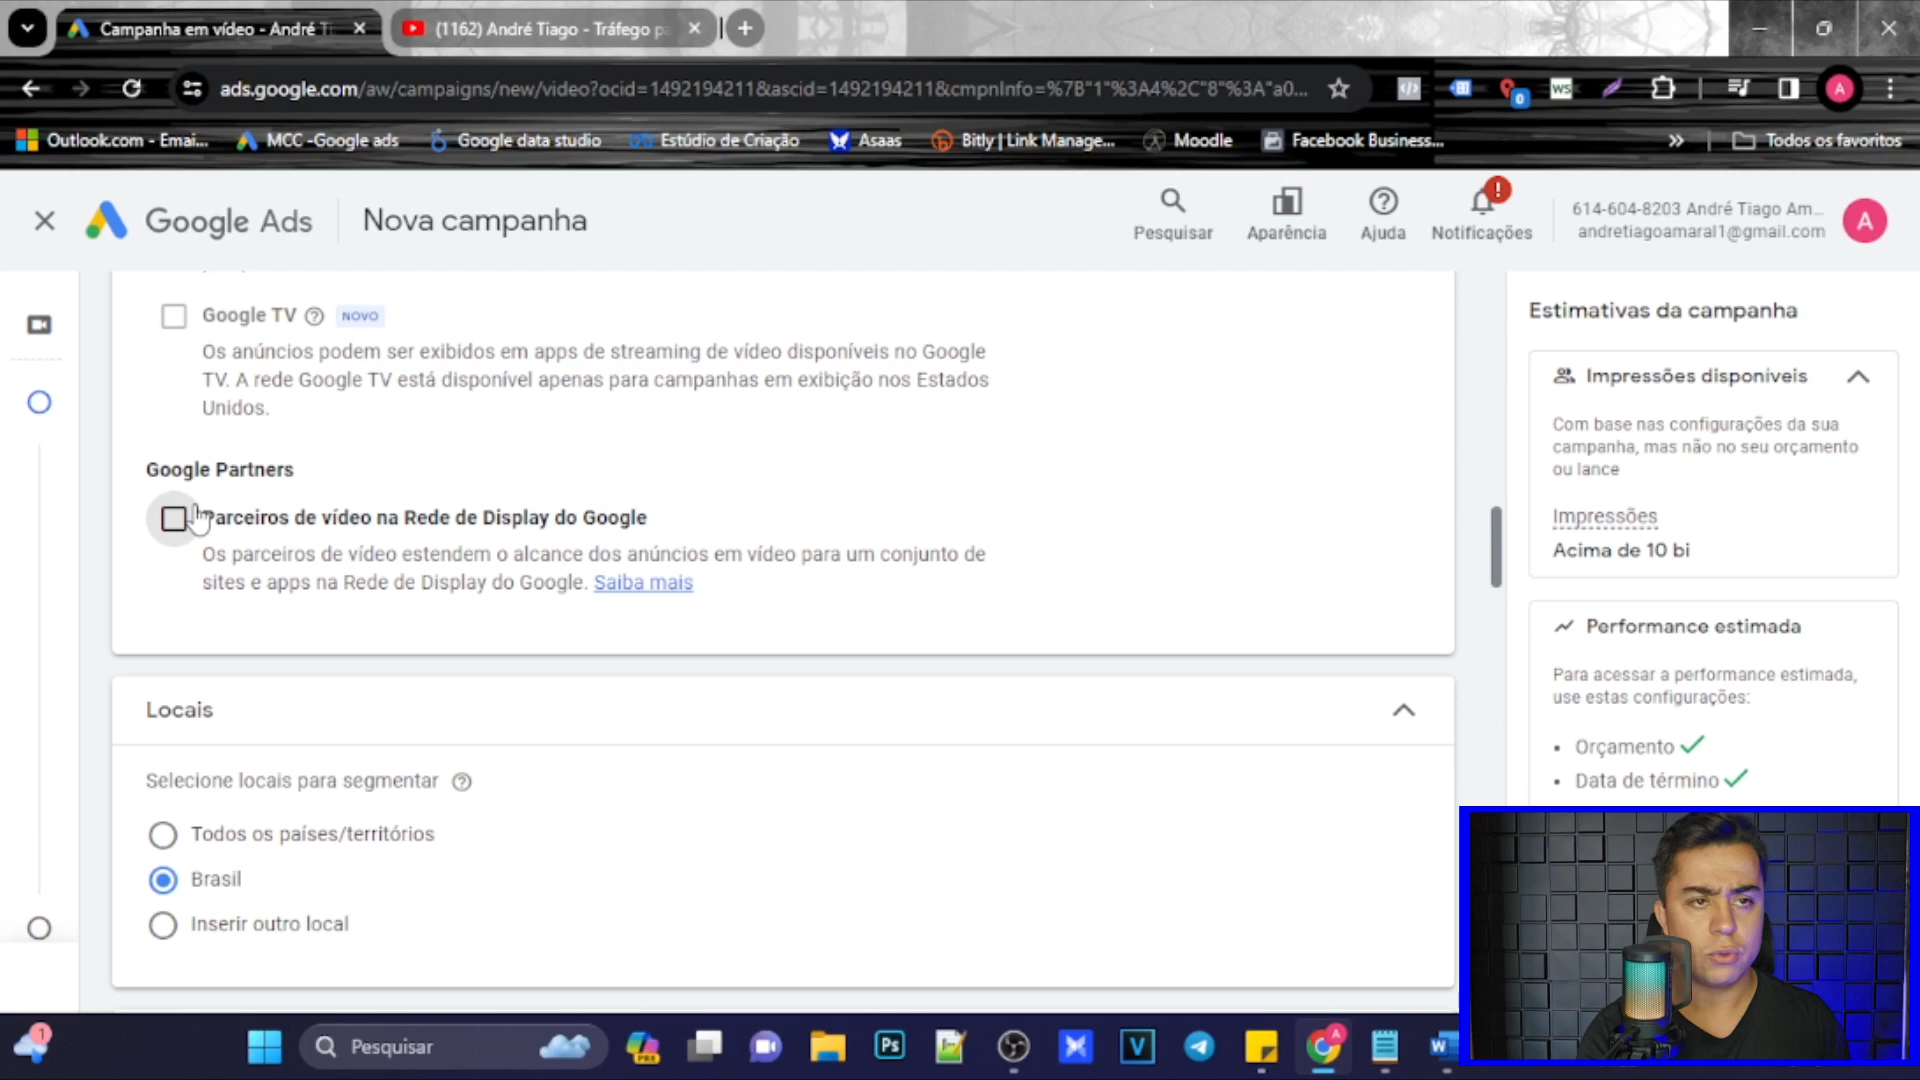 Campanha em vídeo - André T
(1162) André Tiago - Tráfego pa
ads.google.com/aw/campaigns/new/video?ocid=1492194211&ascid=1492194211&cmpnInfo=%7B"1"%3A4%2C"8"%3A"a0...
WS
0
A
Outlook.com - Emai...
MCC -Google ads
Google data studio
Estúdio de Criação
Asaas
Bitly | Link Manage...
Moodle
Facebook Business...
Todos os favoritos
Google Ads
Nova campanha
Pesquisar
Aparência
Ajuda
Notificações
614-604-8203 André Tiago Am...
andretiagoamaral1@gmail.com
A
Google TV NOVO
Os anúncios podem ser exibidos em apps de streaming de vídeo disponíveis no Google
TV. A rede Google TV está disponível apenas para campanhas em exibição nos Estados
Unidos.
Google Partners
Parceiros de vídeo na Rede de Display do Google
Os parceiros de vídeo estendem o alcance dos anúncios em vídeo para um conjunto de
sites e apps na Rede de Display do Google. Saiba mais
Locais
Selecione locais para segmentar
Todos os países/territórios
Brasil
Inserir outro local
Estimativas da campanha
Impressões disponíveis
Com base nas configurações da sua
campanha, mas não no seu orçamento
ou lance
Impressões
Acima de 10 bi
Performance estimada
Para acessar a performance estimada,
use estas configurações:
• Orçamento
• Data de término
1
Pesquisar
PRE
Ps
V
A
W